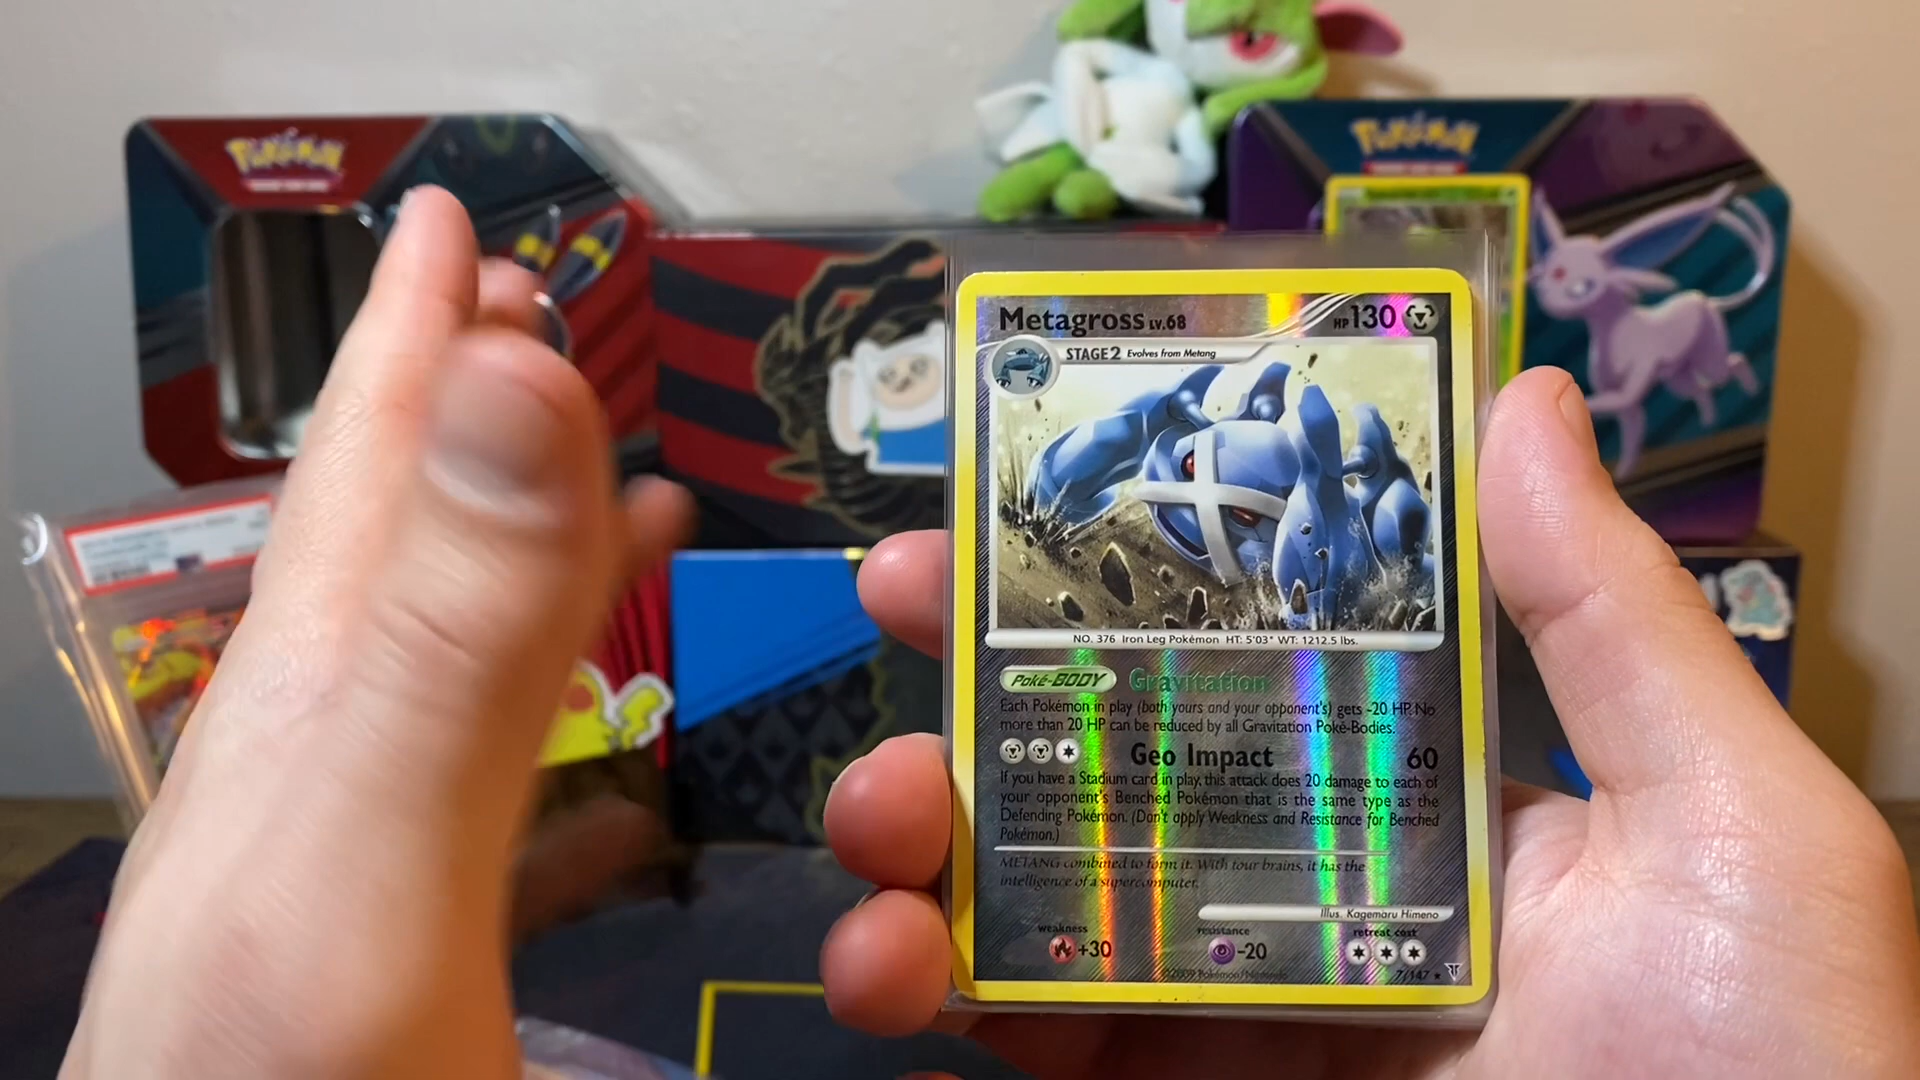 Pokémon
Pokémon
Metagross LV.68
HP 130
STAGE2 Evolves from Metang
NO. 376 Iron Leg Pokémon HT: 5'03" WT: 1212.5 lbs.
Poké-BODY Gravitation
Each Pokémon in play (both yours and your opponent's) gets -20 HP. No
more than 20 HP can be reduced by all Gravitation Poké-Bodies.
Geo Impact 60
If you have a Stadium card in play, this attack does 20 damage to each of
your opponent's Benched Pokémon that is the same type as the
Defending Pokémon. (Don't apply Weakness and Resistance for Benched
Pokémon.)
METANG combined to form it. With four brains, it has the
intelligence of a supercomputer.
Illus. Kagemaru Himeno
weakness resistance retreat cost
+30 -20
©2009 Pokémon/Nintendo 7/147